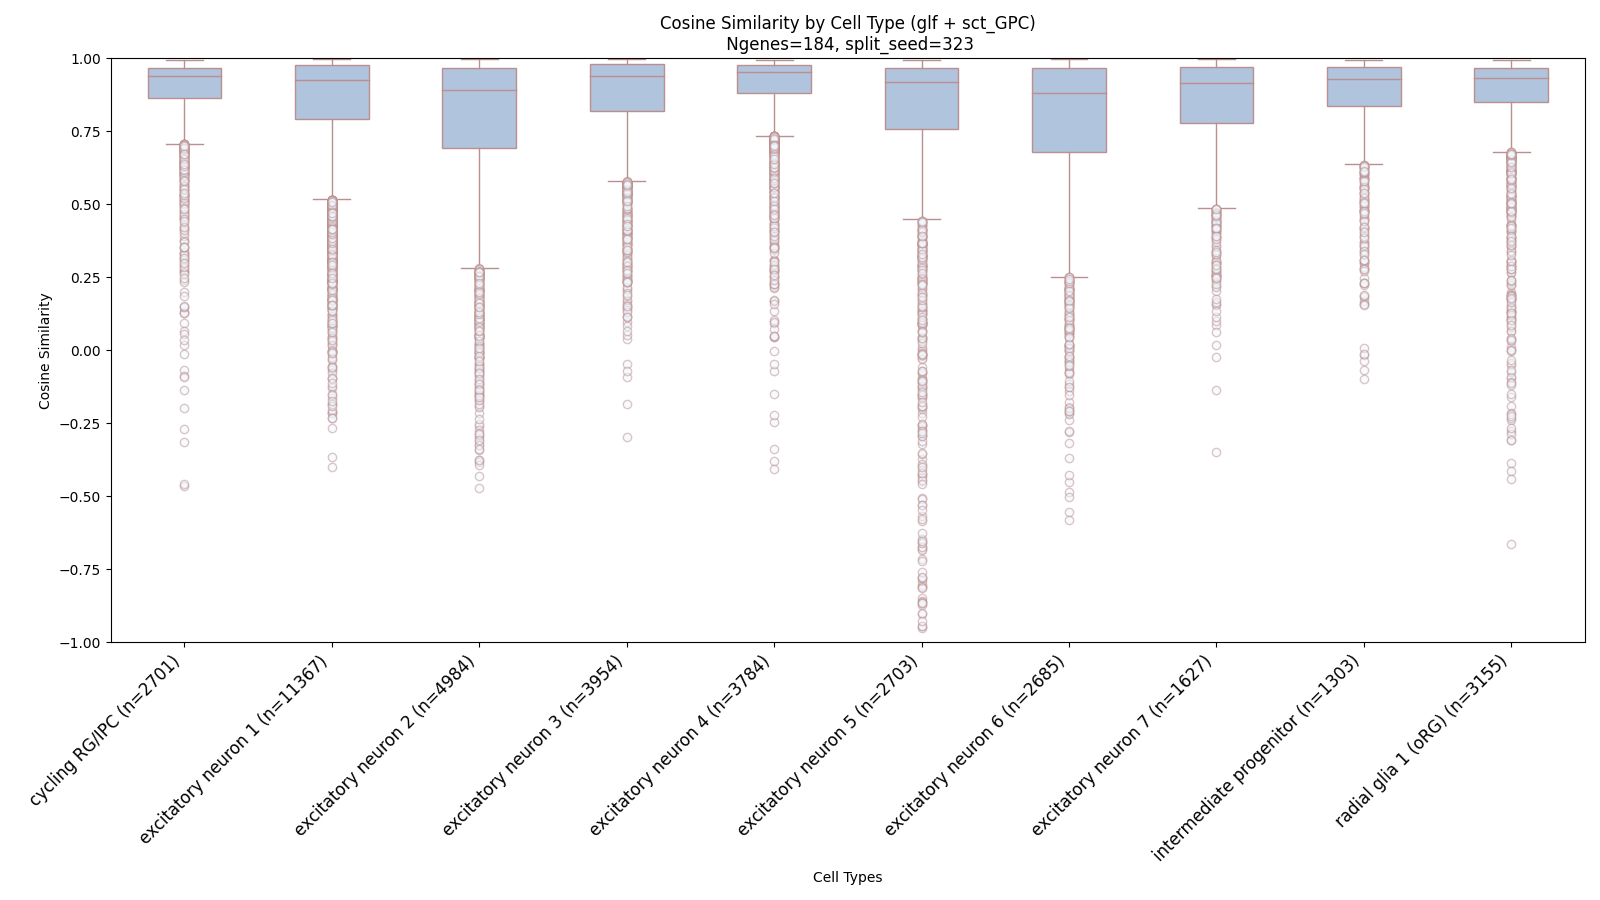 Cosine Similarity by Cell Type (glf + sct_GPC)
Ngenes=184, split_seed=323
1.00
0.75
0.50
0.25
0.00
−0.25
−0.50
−0.75
−1.00
Cosine Similarity
cycling RG/IPC (n=2701)
excitatory neuron 1 (n=11367)
excitatory neuron 2 (n=4984)
excitatory neuron 3 (n=3954)
excitatory neuron 4 (n=3784)
excitatory neuron 5 (n=2703)
excitatory neuron 6 (n=2685)
excitatory neuron 7 (n=1627)
intermediate progenitor (n=1303)
radial glia 1 (oRG) (n=3155)
Cell Types